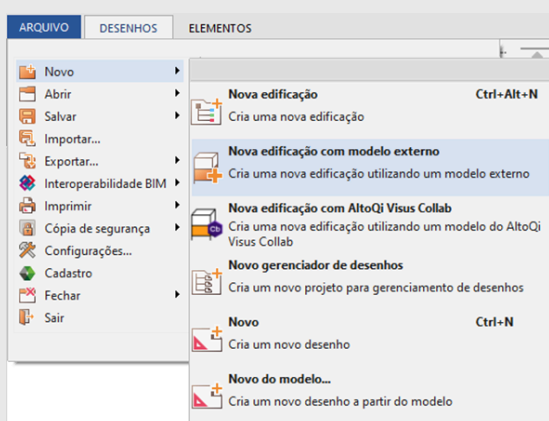 ARQUIVO DESENHOS ELEMENTOS
Novo
Abrir
Salvar
Importar...
Exportar...
Interoperabilidade BIM
Imprimir
Cópia de segurança
Configurações...
Cadastro
Fechar
Sair
Nova edificação Ctrl+Alt+N
Cria uma nova edificação
Nova edificação com modelo externo
Cria uma nova edificação utilizando um modelo externo
Nova edificação com AltoQi Visus Collab
Cria uma nova edificação utilizando um modelo do AltoQi
Visus Collab
Cb
Novo gerenciador de desenhos
Cria um novo projeto para gerenciamento de desenhos
Novo Ctrl+N
Cria um novo desenho
Novo do modelo...
Cria um novo desenho a partir do modelo